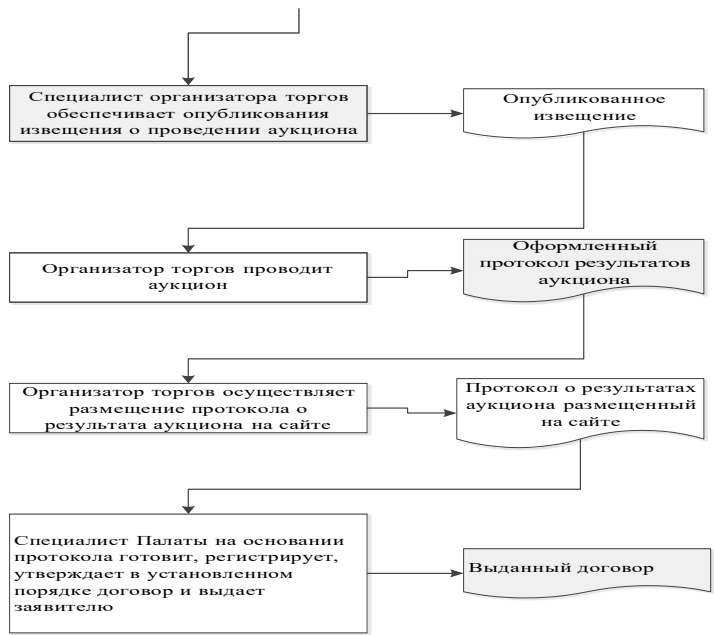 Специалист организатора торгов
обеспечивает опубликования
извещения о проведении аукциона
Опубликованное
извещение
Организатор торгов проводит
аукцион
Оформленный
протокол результатов
аукциона
Организатор торгов осуществляет
размещение протокола о
результата аукциона на сайте
Протокол о результатах
аукциона размещенный
на сайте
Специалист Палаты на основании
протокола готовит, регистрирует,
утверждает в установленном
порядке договор и выдает
заявителю
Выданный договор